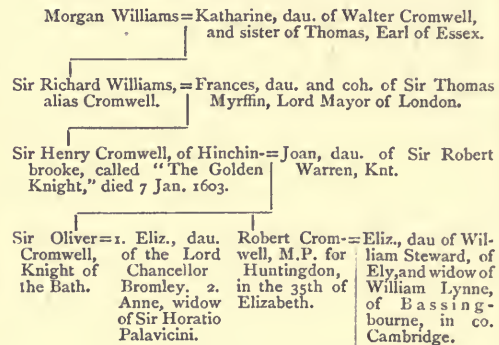 Morgan Williams=Katharine, dau. of Walter Cromwell,
and sister of Thomas, Earl of Essex.
Sir Richard Williams,=Frances, dau. and coh. of Sir Thomas
alias Cromwell. Myrffin, Lord Mayor of London.
Sir Henry Cromwell, of Hinchin-=Joan, dau. of Sir Robert
brooke, called “The Golden Warren, Knt.
Knight,” died 7 Jan. 1603.
Sir Oliver=1. Eliz., dau.
Cromwell, of the Lord
Knight of Chancellor
the Bath. Bromley. 2.
Anne, widow
of Sir Horatio
Palavicini.
Robert Crom-=Eliz., dau of Wil-
well, M.P. for liam Steward, of
Huntingdon, Ely,and widow of
in the 35th of William Lynne,
Elizabeth. of Bassing-
bourne, in co.
Cambridge.